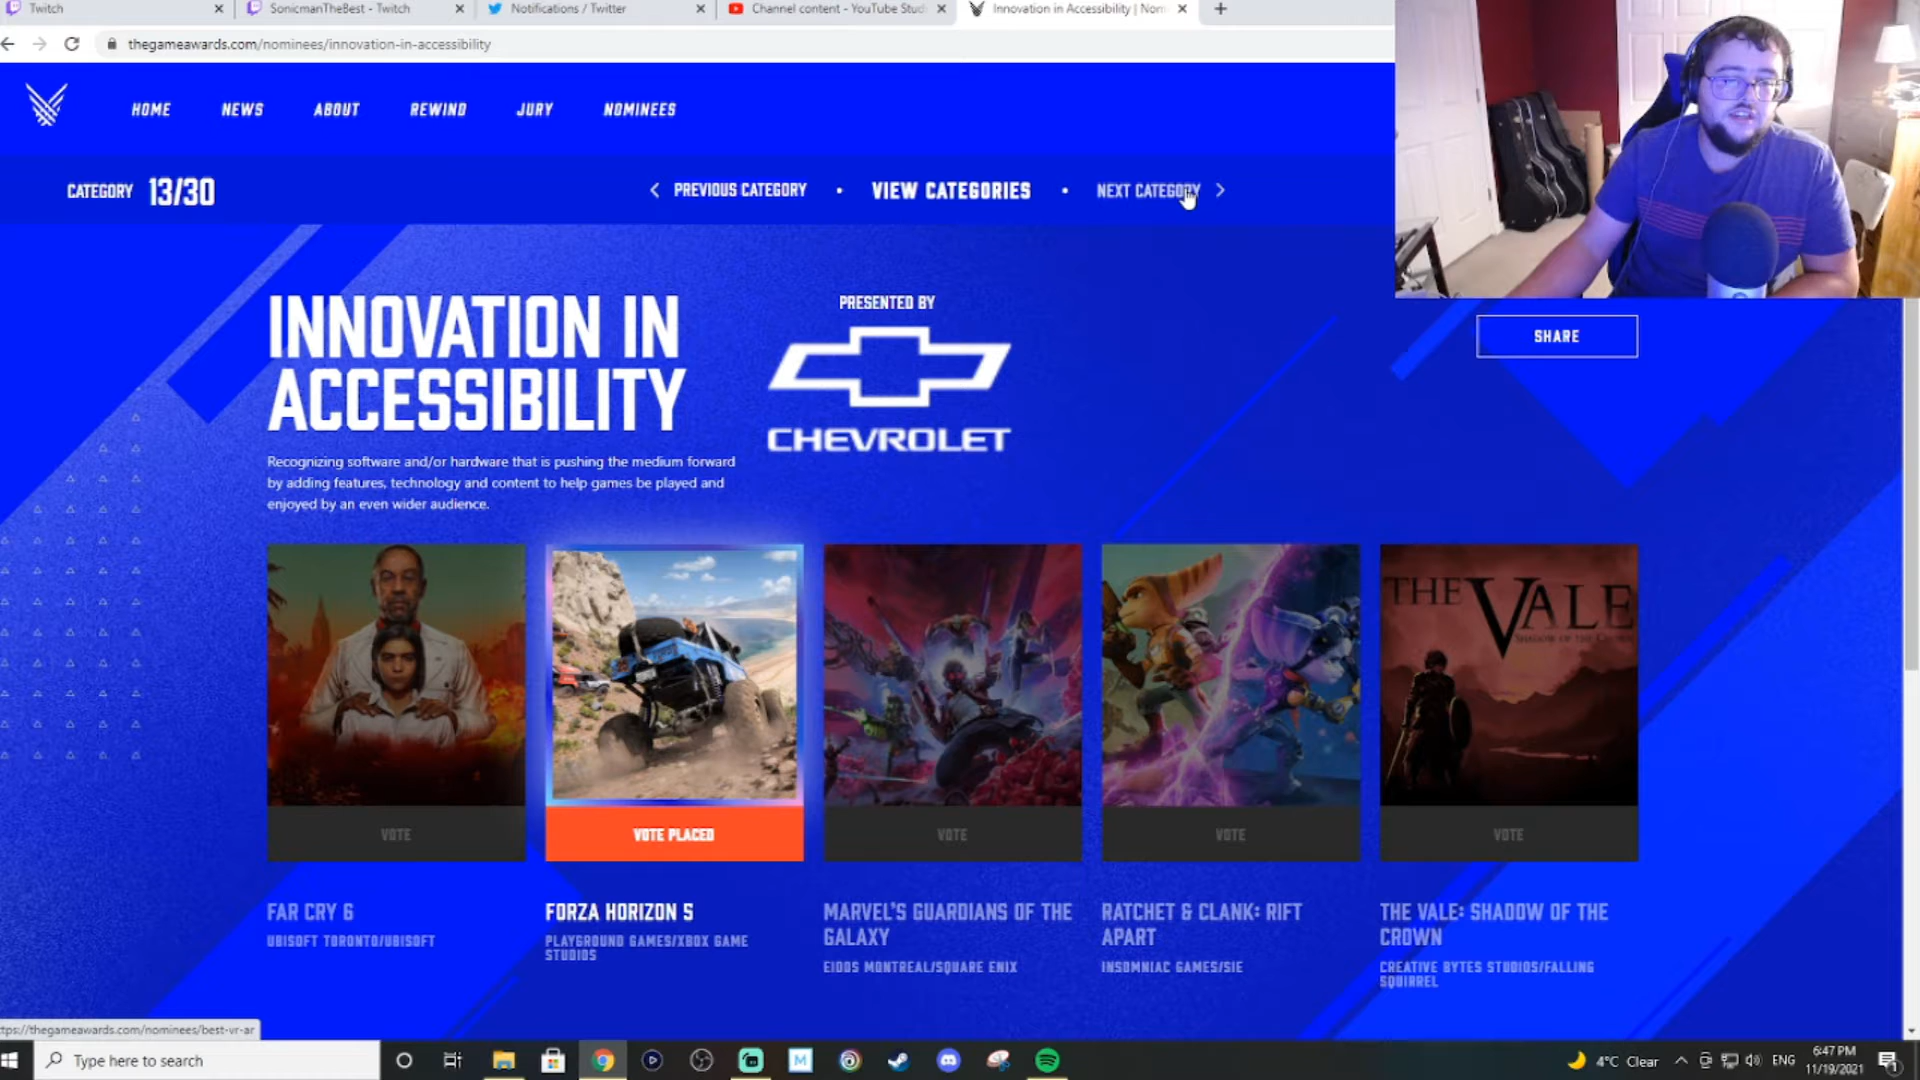 Twitch
SonicmanTheBest - Twitch
Notifications / Twitter
Channel content - YouTube Stud
Innovation in Accessibility | Nom
thegameawards.com/nominees/innovation-in-accessibility
HOME NEWS ABOUT REWIND JURY NOMINEES
CATEGORY 13/30
PREVIOUS CATEGORY • VIEW CATEGORIES • NEXT CATEGORY
INNOVATION IN
ACCESSIBILITY
PRESENTED BY
CHEVROLET
SHARE
Recognizing software and/or hardware that is pushing the medium forward
by adding features, technology and content to help games be played and
enjoyed by an even wider audience.
THE VALE
SHADOW OF THE CROWN
VOTE
VOTE PLACED
VOTE
VOTE
VOTE
FAR CRY 6
UBISOFT TORONTO/UBISOFT
FORZA HORIZON 5
PLAYGROUND GAMES/XBOX GAME
STUDIOS
MARVEL'S GUARDIANS OF THE
GALAXY
EIDOS MONTREAL/SQUARE ENIX
RATCHET & CLANK: RIFT
APART
INSOMNIAC GAMES/SIE
THE VALE: SHADOW OF THE
CROWN
CREATIVE BYTES STUDIOS/FALLING
SQUIRREL
ttps://thegameawards.com/nominees/best-vr-ar
Type here to search
M
4°C Clear
ENG
6:47 PM
11/19/2021
1